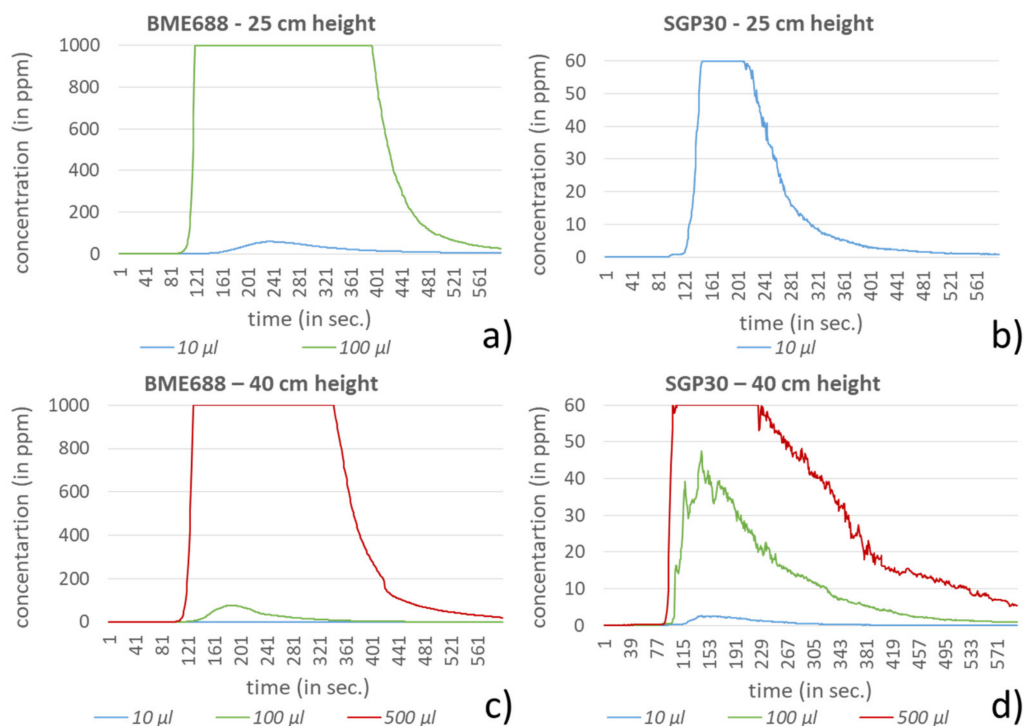 BME688 - 25 cm height
concentration (in ppm)
1000
800
600
400
200
0
1 41 81 121 161 201 241 281 321 361 401 441 481 521 561
time (in sec.)
10 µl 100 µl
a)
SGP30 - 25 cm height
concentration (in ppm)
60
50
40
30
20
10
0
1 41 81 121 161 201 241 281 321 361 401 441 481 521 561
time (in sec.)
10 µl
b)
BME688 – 40 cm height
concentartion (in ppm)
1000
800
600
400
200
0
1 41 81 121 161 201 241 281 321 361 401 441 481 521 561
time (in sec.)
10 µl 100 µl 500 µl
c)
SGP30 – 40 cm height
concentartion (in ppm)
60
50
40
30
20
10
0
1 39 77 115 153 191 229 267 305 343 381 419 457 495 533 571
time (in sec.)
10 µl 100 µl 500 µl
d)